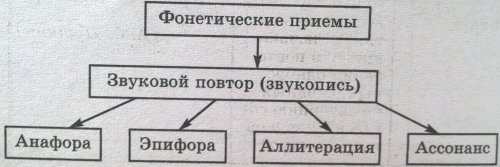 Фонетические приемы
Звуковой повтор (звукопись)
Анафора
Эпифора
Аллитерация
Ассонанс